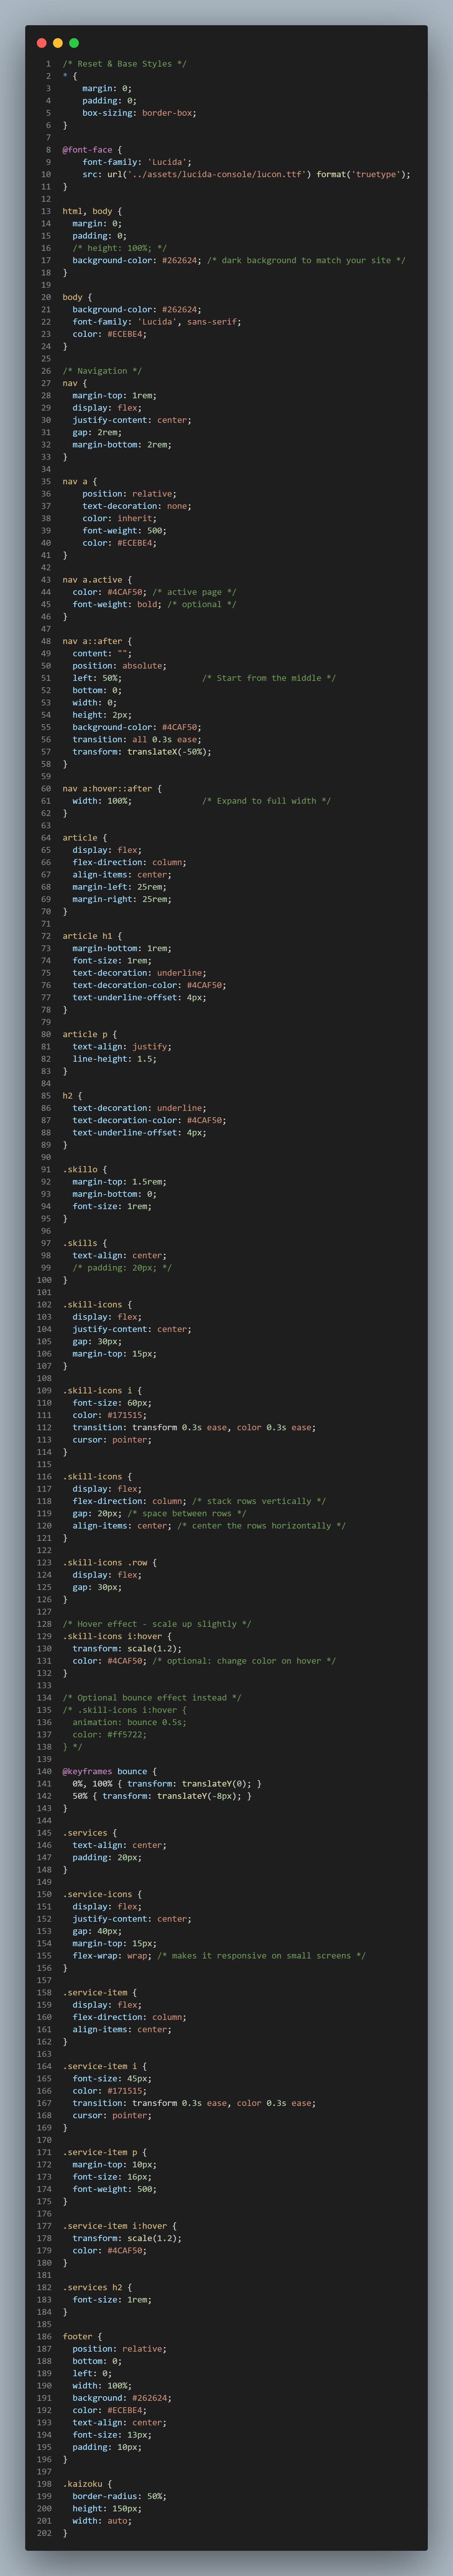 1 /* Reset & Base Styles */
2 * {
3     margin: 0;
4     padding: 0;
5     box-sizing: border-box;
6 }
7
8 @font-face {
9     font-family: 'Lucida';
10     src: url('../assets/lucida-console/lucon.ttf') format('truetype');
11 }
12
13 html, body {
14   margin: 0;
15   padding: 0;
16   /* height: 100%; */
17   background-color: #262624; /* dark background to match your site */
18 }
19
20 body {
21   background-color: #262624;
22   font-family: 'Lucida', sans-serif;
23   color: #ECEBE4;
24 }
25
26 /* Navigation */
27 nav {
28   margin-top: 1rem;
29   display: flex;
30   justify-content: center;
31   gap: 2rem;
32   margin-bottom: 2rem;
33 }
34
35 nav a {
36     position: relative;
37     text-decoration: none;
38     color: inherit;
39     font-weight: 500;
40     color: #ECEBE4;
41 }
42
43 nav a.active {
44   color: #4CAF50; /* active page */
45   font-weight: bold; /* optional */
46 }
47
48 nav a::after {
49   content: "";
50   position: absolute;
51   left: 50%;                /* Start from the middle */
52   bottom: 0;
53   width: 0;
54   height: 2px;
55   background-color: #4CAF50;
56   transition: all 0.3s ease;
57   transform: translateX(-50%);
58 }
59
60 nav a:hover::after {
61   width: 100%;              /* Expand to full width */
62 }
63
64 article {
65   display: flex;
66   flex-direction: column;
67   align-items: center;
68   margin-left: 25rem;
69   margin-right: 25rem;
70 }
71
72 article h1 {
73   margin-bottom: 1rem;
74   font-size: 1rem;
75   text-decoration: underline;
76   text-decoration-color: #4CAF50;
77   text-underline-offset: 4px;
78 }
79
80 article p {
81   text-align: justify;
82   line-height: 1.5;
83 }
84
85 h2 {
86   text-decoration: underline;
87   text-decoration-color: #4CAF50;
88   text-underline-offset: 4px;
89 }
90
91 .skillo {
92   margin-top: 1.5rem;
93   margin-bottom: 0;
94   font-size: 1rem;
95 }
96
97 .skills {
98   text-align: center;
99   /* padding: 20px; */
100 }
101
102 .skill-icons {
103   display: flex;
104   justify-content: center;
105   gap: 30px;
106   margin-top: 15px;
107 }
108
109 .skill-icons i {
110   font-size: 60px;
111   color: #171515;
112   transition: transform 0.3s ease, color 0.3s ease;
113   cursor: pointer;
114 }
115
116 .skill-icons {
117   display: flex;
118   flex-direction: column; /* stack rows vertically */
119   gap: 20px; /* space between rows */
120   align-items: center; /* center the rows horizontally */
121 }
122
123 .skill-icons .row {
124   display: flex;
125   gap: 30px;
126 }
127
128 /* Hover effect - scale up slightly */
129 .skill-icons i:hover {
130   transform: scale(1.2);
131   color: #4CAF50; /* optional: change color on hover */
132 }
133
134 /* Optional bounce effect instead */
135 /* .skill-icons i:hover {
136   animation: bounce 0.5s;
137   color: #ff5722;
138 } */
139
140 @keyframes bounce {
141   0%, 100% { transform: translateY(0); }
142   50% { transform: translateY(-8px); }
143 }
144
145 .services {
146   text-align: center;
147   padding: 20px;
148 }
149
150 .service-icons {
151   display: flex;
152   justify-content: center;
153   gap: 40px;
154   margin-top: 15px;
155   flex-wrap: wrap; /* makes it responsive on small screens */
156 }
157
158 .service-item {
159   display: flex;
160   flex-direction: column;
161   align-items: center;
162 }
163
164 .service-item i {
165   font-size: 45px;
166   color: #171515;
167   transition: transform 0.3s ease, color 0.3s ease;
168   cursor: pointer;
169 }
170
171 .service-item p {
172   margin-top: 10px;
173   font-size: 16px;
174   font-weight: 500;
175 }
176
177 .service-item i:hover {
178   transform: scale(1.2);
179   color: #4CAF50;
180 }
181
182 .services h2 {
183   font-size: 1rem;
184 }
185
186 footer {
187   position: relative;
188   bottom: 0;
189   left: 0;
190   width: 100%;
191   background: #262624;
192   color: #ECEBE4;
193   text-align: center;
194   font-size: 13px;
195   padding: 10px;
196 }
197
198 .kaizoku {
199   border-radius: 50%;
200   height: 150px;
201   width: auto;
202 }